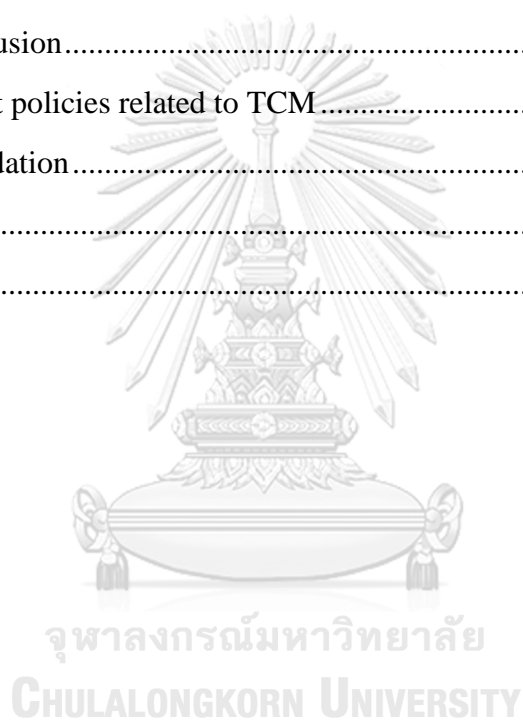 usion...............................................................
t policies related to TCM..............................
dation..............................................................
.......................................................................
.......................................................................
จุฬาลงกรณ์มหาวิทยาลัย
CHULALONGKORN UNIVERSITY